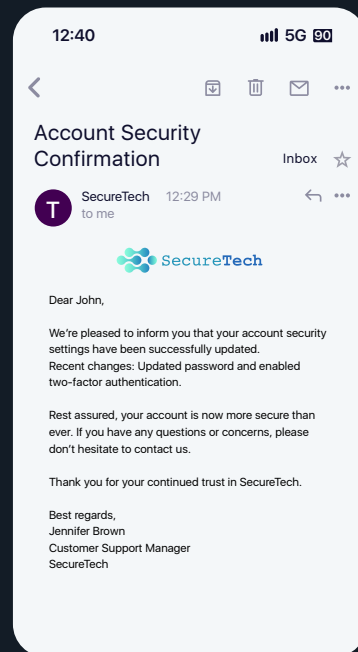 12:40
5G 90
Account Security
Confirmation
Inbox
T
SecureTech 12:29 PM
to me
SecureTech
Dear John,
We're pleased to inform you that your account security
settings have been successfully updated.
Recent changes: Updated password and enabled
two-factor authentication.
Rest assured, your account is now more secure than
ever. If you have any questions or concerns, please
don't hesitate to contact us.
Thank you for your continued trust in SecureTech.
Best regards,
Jennifer Brown
Customer Support Manager
SecureTech